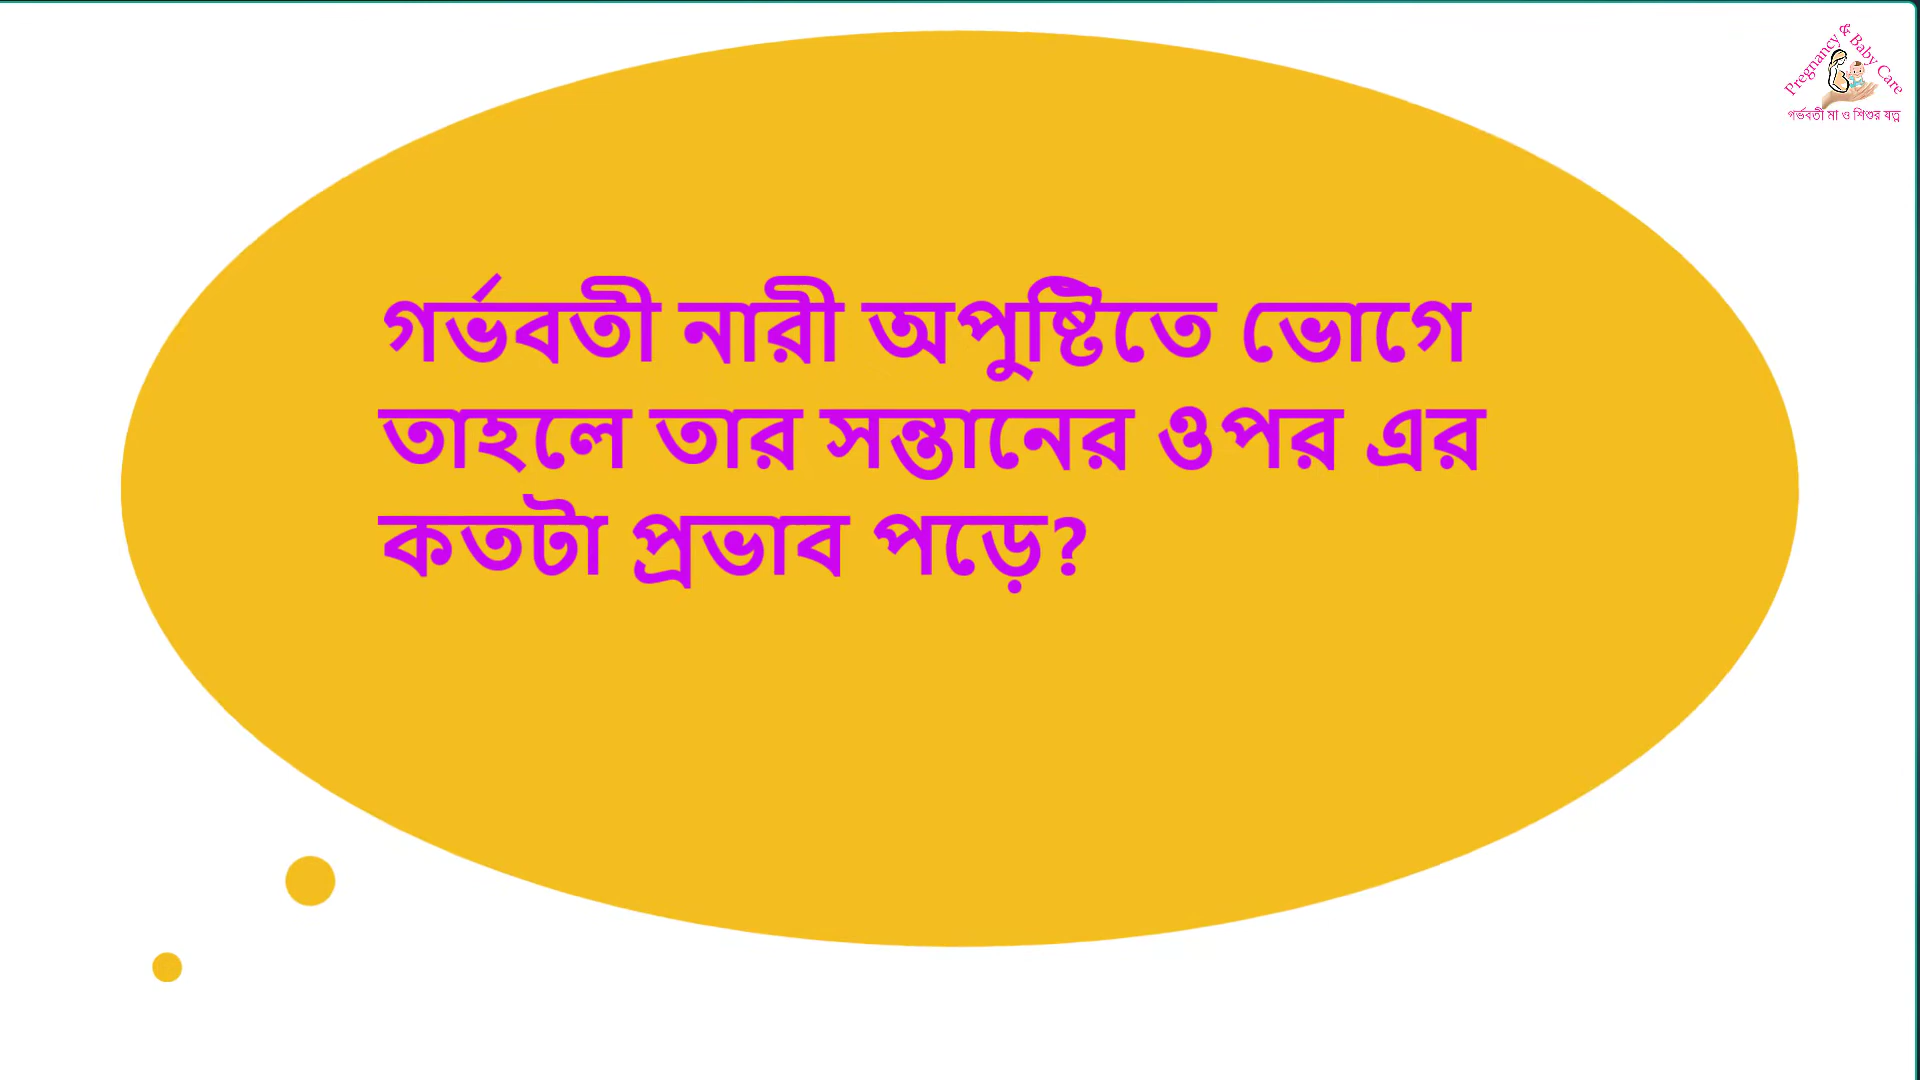 Pregnancy & Baby Care
গর্ভবতী মা ও শিশুর যত্ন
গর্ভবতী নারী অপুষ্টিতে ভোগে
তাহলে তার সন্তানের ওপর এর
কতটা প্রভাব পড়ে?